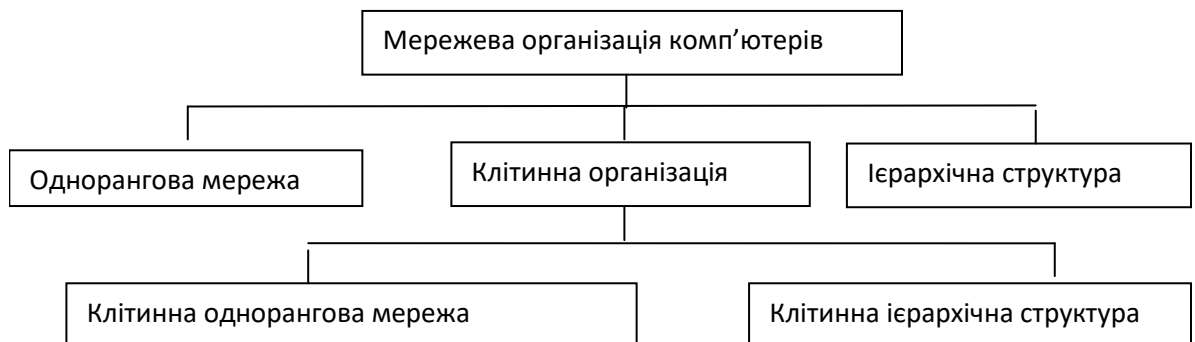 Мережева організація комп’ютерів
Однорангова мережа
Клітинна організація
Ієрархічна структура
Клітинна однорангова мережа
Клітинна ієрархічна структура